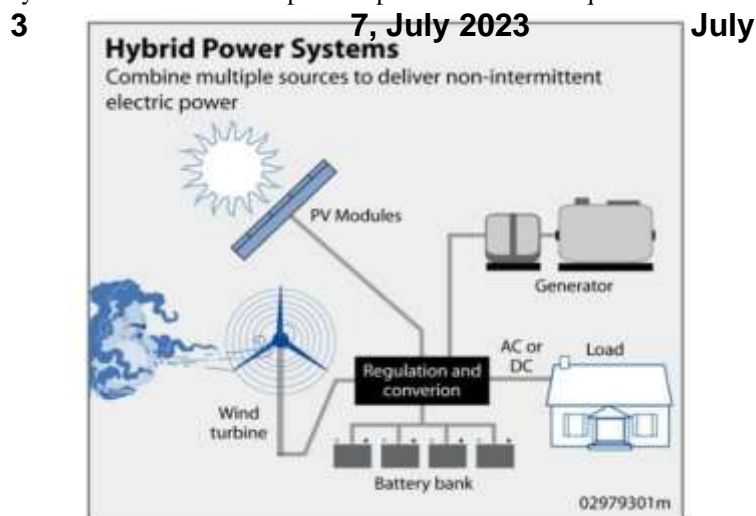 3 7, July 2023 July
Hybrid Power Systems
Combine multiple sources to deliver non-intermittent
electric power
PV Modules
Generator
AC or
DC
Load
Regulation and
converion
Wind
turbine
Battery bank
02979301m